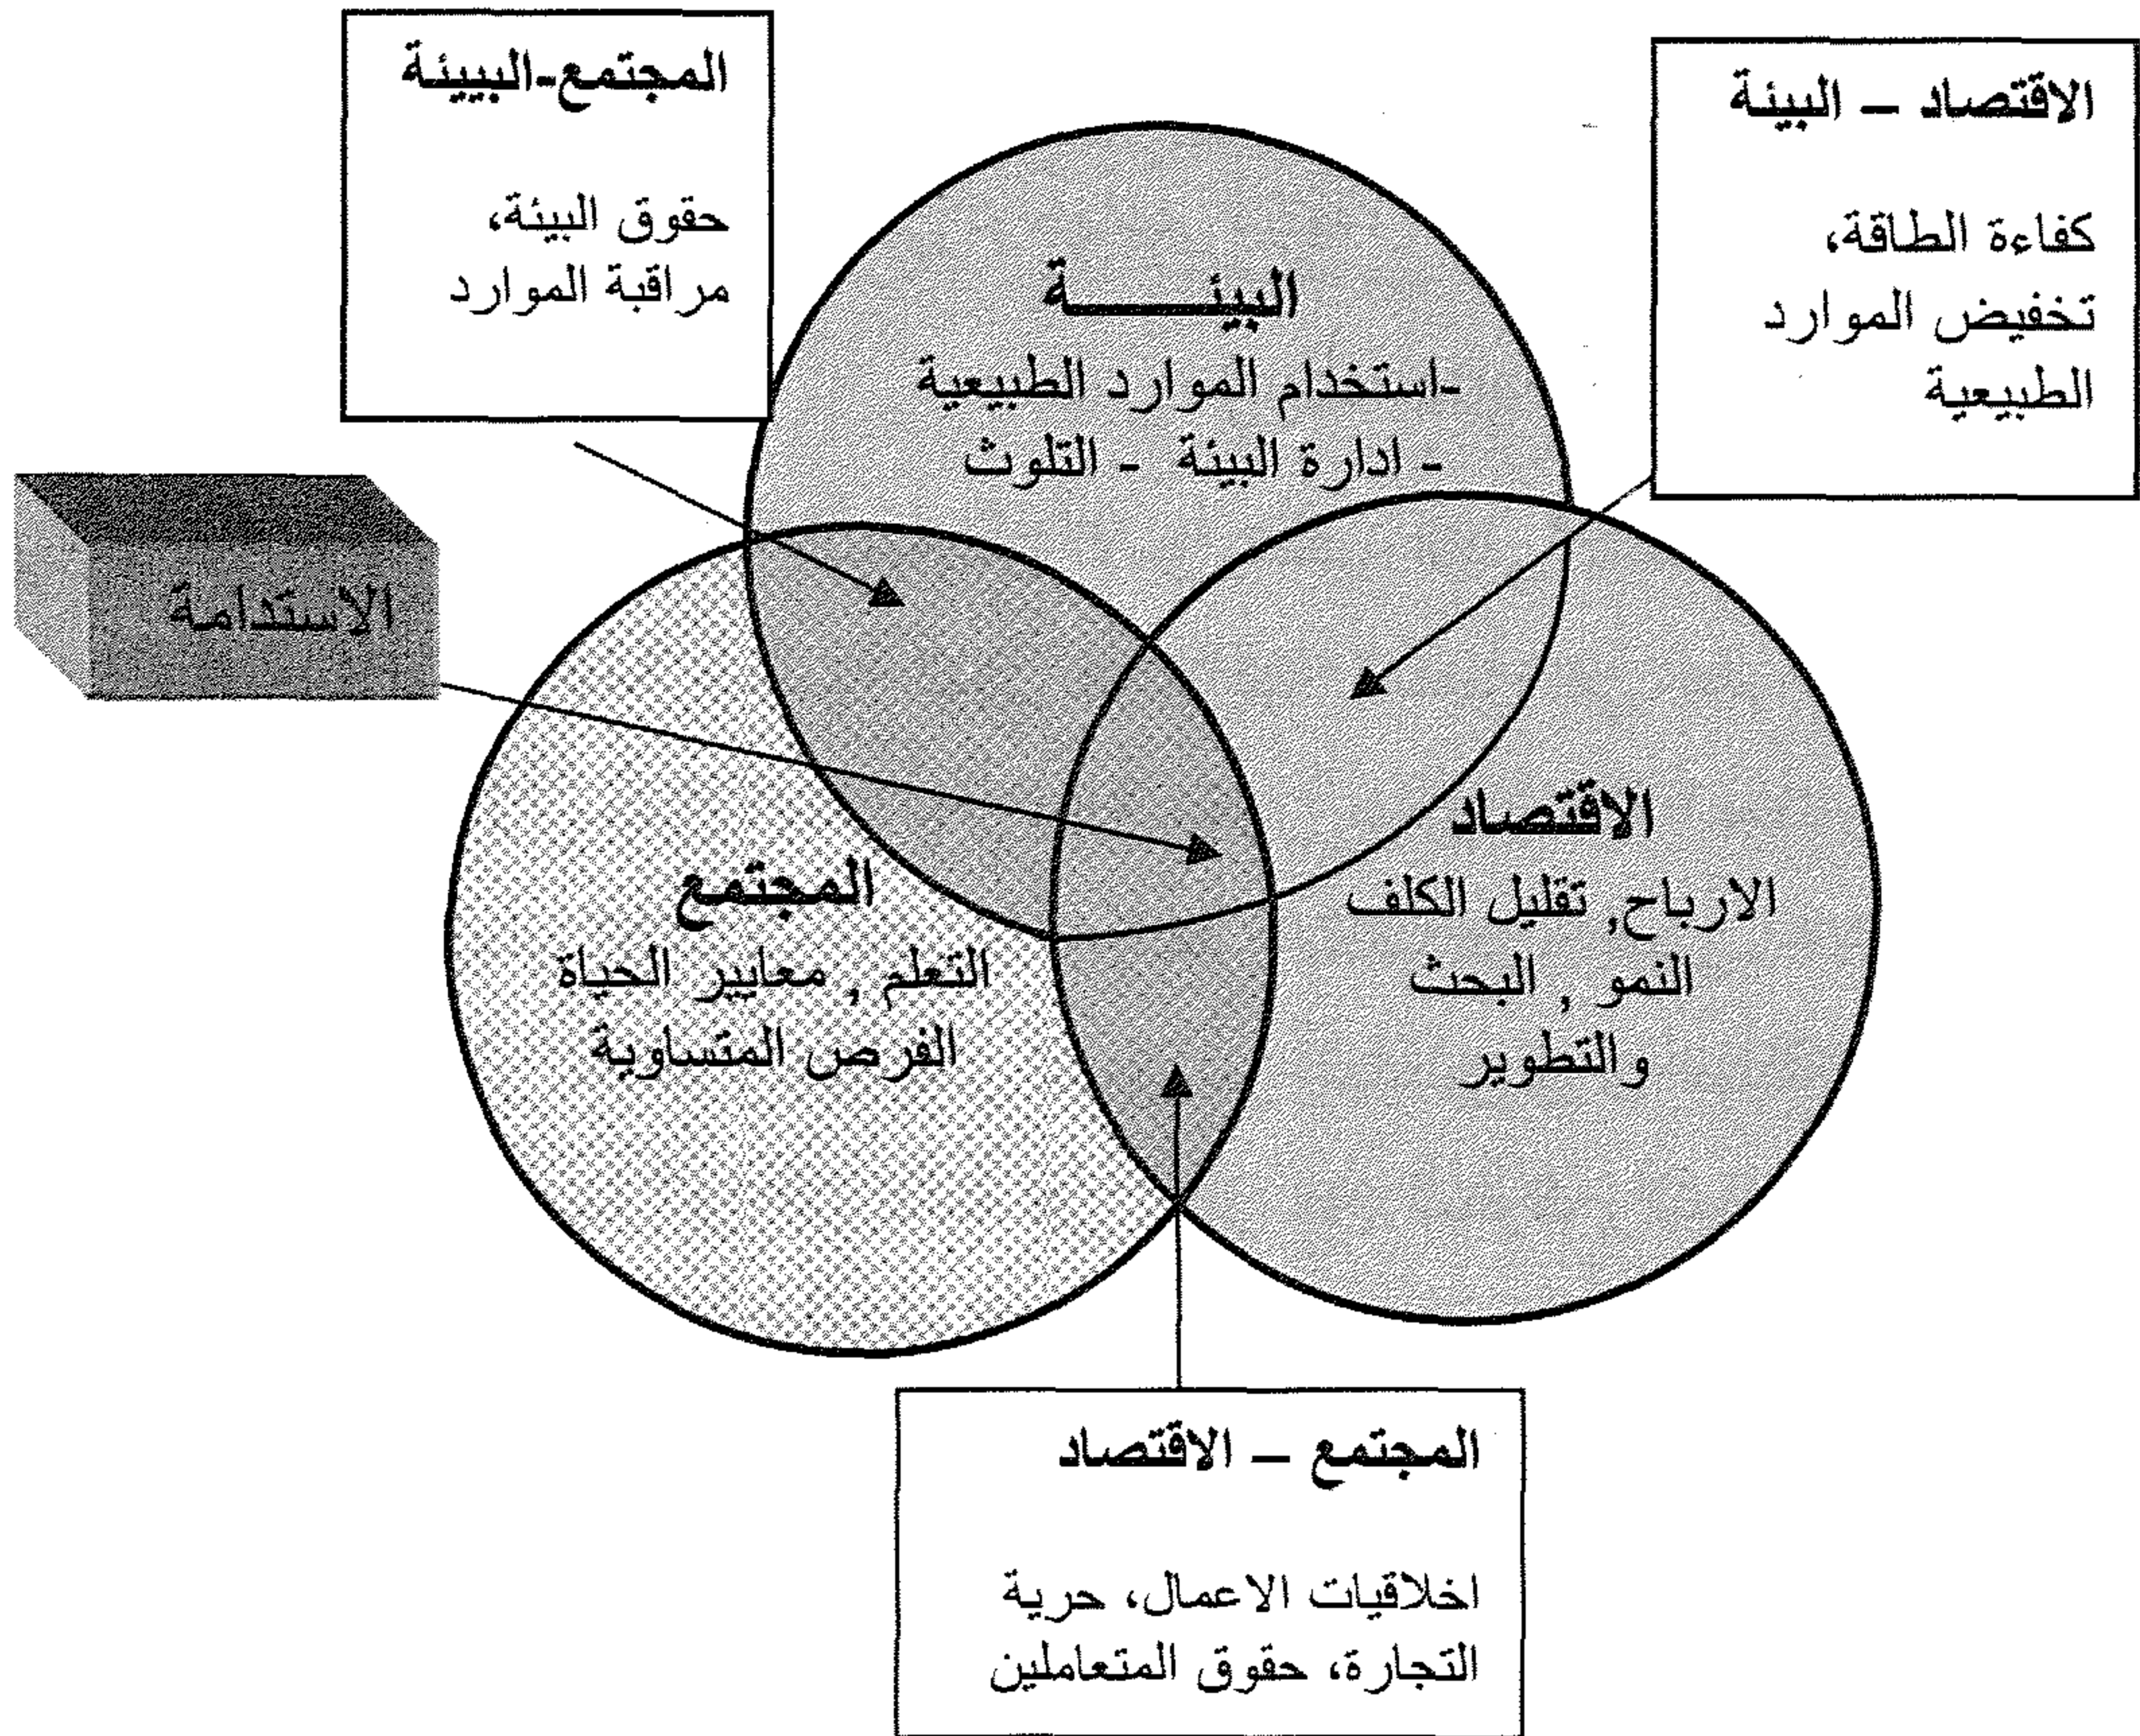 المجتمع-البيئة
حقوق البيئة،
مراقبة الموارد
الاقتصاد – البيئة
كفاءة الطاقة،
تخفيض الموارد
الطبيعية
البيئـــــــة
-استخدام الموارد الطبيعية
- ادارة البيئة - التلوث
الاستدامة
الاقتصاد
الارباح, تقليل الكلف
النمو , البحث
والتطوير
المجتمع
التعلم , معايير الحياة
الفرص المتساوية
المجتمع – الاقتصاد
اخلاقيات الاعمال، حرية
التجارة، حقوق المتعاملين